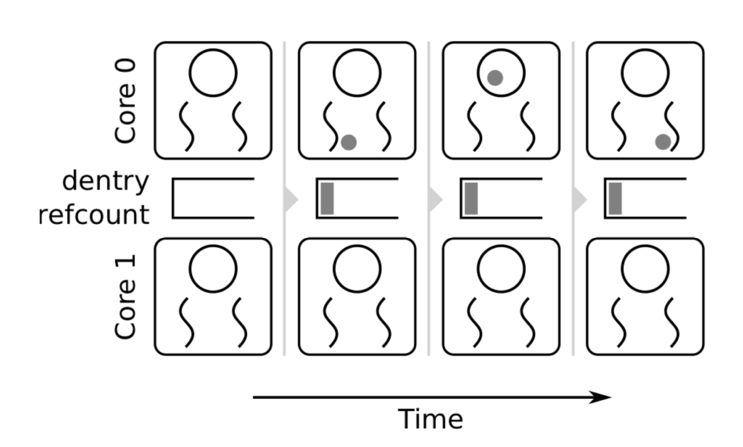 Core 0
dentry
refcount
Core 1
Time